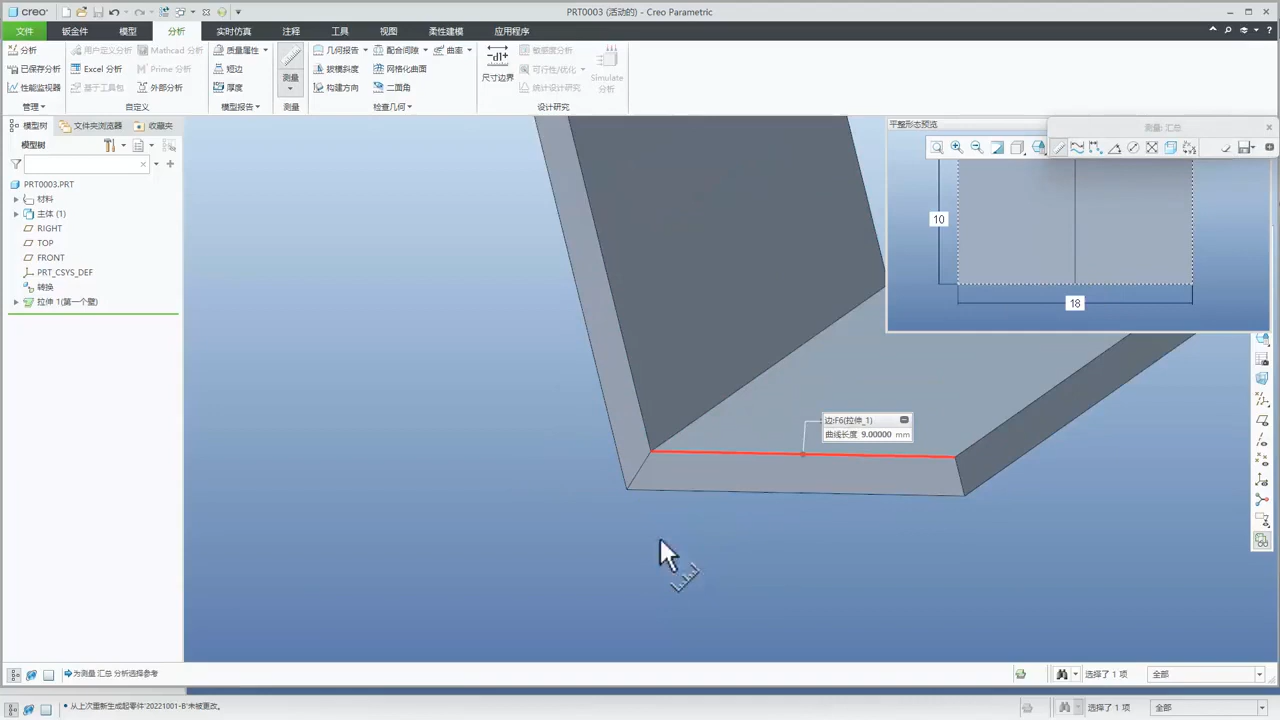 creo
PRT0003 (活动的) - Creo Parametric
文件 钣金件 模型 分析 实时仿真 注释 工具 视图 柔性建模 应用程序
分析 用户定义分析 Mathcad 分析 质量属性 几何报告 配合间隙 曲率 敏感度分析
已保存分析 Excel 分析 Prime 分析 短边 测量 拔模斜度 网格化曲面 尺寸边界 可行性/优化 Simulate 分析
性能监视器 基于工具包 外部分析 厚度 构建方向 二面角 统计设计研究
管理 自定义 模型报告 测量 检查几何 设计研究
模型树 文件夹浏览器 收藏夹
平整形态预览
测量: 汇总
模型树
PRT0003.PRT
材料
主体 (1)
RIGHT
TOP
FRONT
PRT_CSYS_DEF
转换
拉伸 1(第一个壁)
10
18
边:F6(拉伸_1)
曲线长度 9.00000 mm
为测量 汇总 分析选择参考
选择了 1 项 全部
从上次重新生成起零件'20221001-B'未被更改。
选择了 1 项 全部